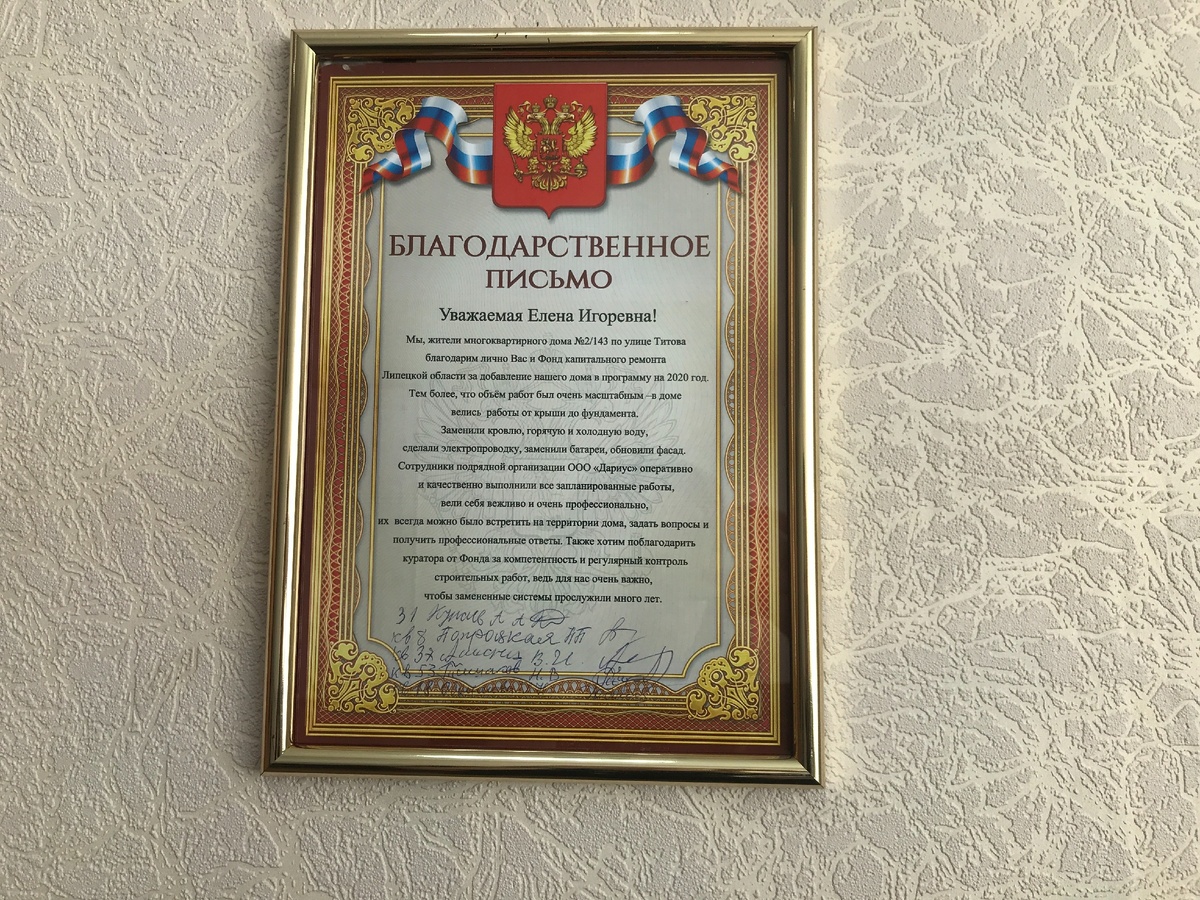 БЛАГОДАРСТВЕННОЕ
ПИСЬМО
Уважаемая Елена Игоревна!
Мы, жители многоквартирного дома №2/143 по улице Титова
благодарим лично Вас и Фонд капитального ремонта
Липецкой области за добавление нашего дома в программу на 2020 год.
Тем более, что объём работ был очень масштабным –в доме
велись работы от крыши до фундамента.
Заменили кровлю, горячую и холодную воду,
сделали электропроводку, заменили батареи, обновили фасад.
Сотрудники подрядной организации ООО «Дариус» оперативно
и качественно выполнили все запланированные работы,
вели себя вежливо и очень профессионально,
их всегда можно было встретить на территории дома, задать вопросы и
получить профессиональные ответы. Также хотим поблагодарить
куратора от Фонда за компетентность и регулярный контроль
строительных работ, ведь для нас очень важно,
чтобы замененные системы прослужили много лет.
31
кв 8
кв 37 В.И.
кв 53 Н.В